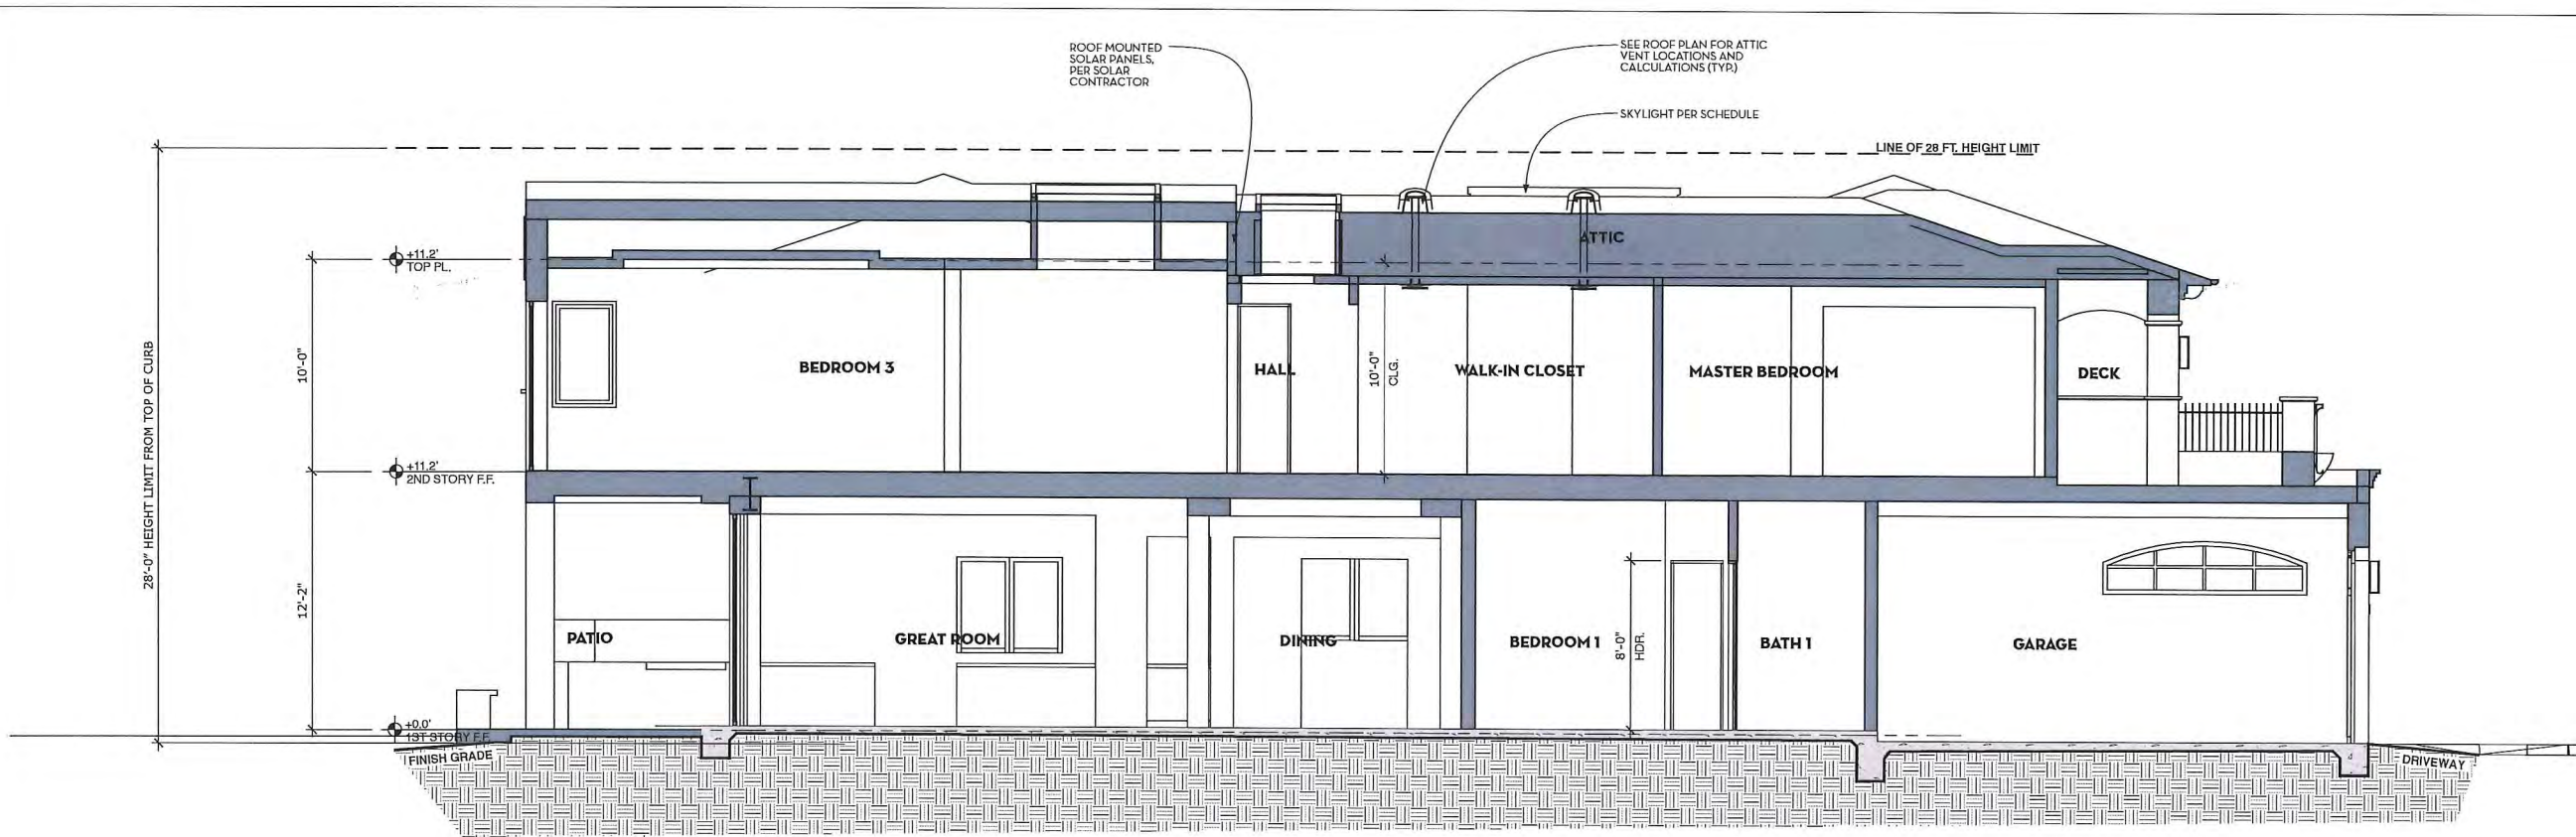 ROOF MOUNTED
SOLAR PANELS,
PER SOLAR
CONTRACTOR
SEE ROOF PLAN FOR ATTIC
VENT LOCATIONS AND
CALCULATIONS (TYP.)
SKYLIGHT PER SCHEDULE
LINE OF 28 FT. HEIGHT LIMIT
28'-0" HEIGHT LIMIT FROM TOP OF CURB
+11.2'
TOP PL.
10'-0"
+11.2'
2ND STORY F.F.
12'-2"
+0.0'
1ST STORY F.F.
FINISH GRADE
ATTIC
BEDROOM 3
HALL
10'-0"
CLG.
WALK-IN CLOSET
MASTER BEDROOM
DECK
PATIO
GREAT ROOM
DINING
BEDROOM 1
8'-0"
HDR.
BATH 1
GARAGE
DRIVEWAY